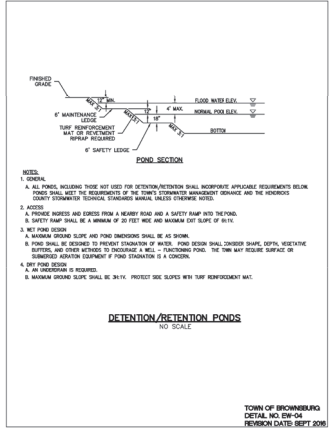 FINISHED
GRADE
MAX 3:1
12" MIN.
12"
18"
4" MAX.
FLOOD WATER ELEV.
NORMAL POOL ELEV.
BOTTOM
MAX 3:1
6" MAINTENANCE
LEDGE
TURF REINFORCEMENT
MAT OR REVETMENT
RIPRAP REQUIRED
6" SAFETY LEDGE
POND SECTION
NOTES:
1. GENERAL
A. ALL PONDS, INCLUDING THOSE NOT USED FOR DETENTION/RETENTION SHALL INCORPORATE APPLICABLE REQUIREMENTS BELOW.
PONDS SHALL MEET THE REQUIREMENTS OF THE TOWN'S STORMWATER MANAGEMENT ORDINANCE AND THE HENDRICKS
COUNTY STORMWATER TECHNICAL STANDARDS MANUAL UNLESS OTHERWISE NOTED.
2. ACCESS
A. PROVIDE INGRESS AND EGRESS FROM A NEARBY ROAD AND A SAFETY RAMP INTO THE POND.
B. SAFETY RAMP SHALL BE A MINIMUM OF 20 FEET WIDE AND MAXIMUM EXIT SLOPE OF 6H:1V.
3. WET POND DESIGN
A. MAXIMUM GROUND SLOPE AND POND DIMENSIONS SHALL BE AS SHOWN.
B. POND SHALL BE DESIGNED TO PREVENT STAGNATION OF WATER. POND DESIGN SHALL CONSIDER SHAPE, DEPTH, VEGETATIVE
BUFFERS, AND OTHER METHODS TO ENCOURAGE A WELL - FUNCTIONING POND. THE TOWN MAY REQUIRE SURFACE OR
SUBMERGED AERATION EQUIPMENT IF POND STAGNATION IS A CONCERN.
4. DRY POND DESIGN
A. AN UNDERDRAIN IS REQUIRED.
B. MAXIMUM GROUND SLOPE SHALL BE 3H:1V. PROTECT SIDE SLOPES WITH TURF REINFORCEMENT MAT.
DETENTION/RETENTION PONDS
NO SCALE
TOWN OF BROWNSBURG
DETAIL NO. EW-04
REVISION DATE: SEPT 2016